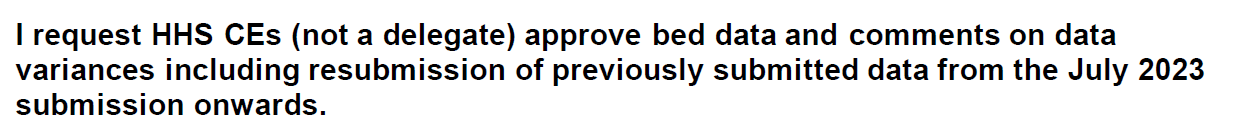 I request HHS CEs (not a delegate) approve bed data and comments on data
variances including resubmission of previously submitted data from the July 2023
submission onwards.